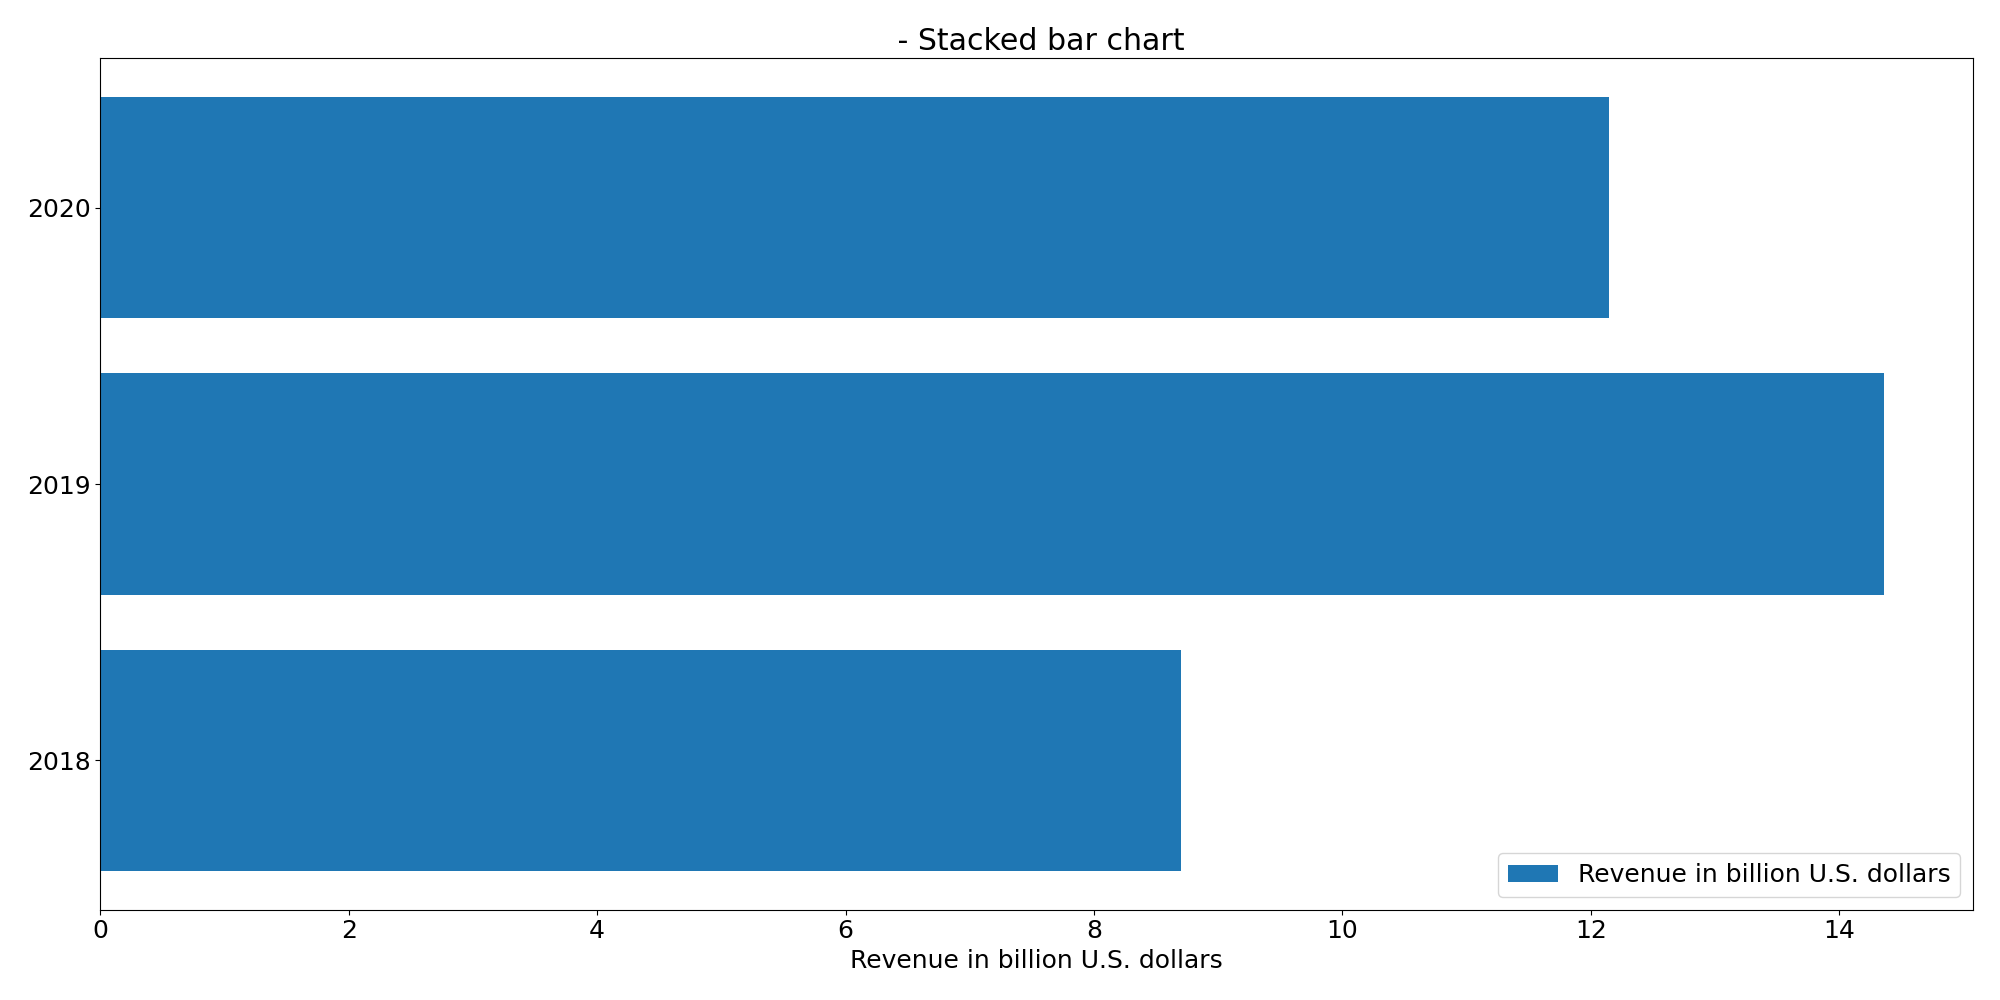 - Stacked bar chart
2020
2019
2018
0 2 4 6 8 10 12 14
Revenue in billion U.S. dollars
Revenue in billion U.S. dollars